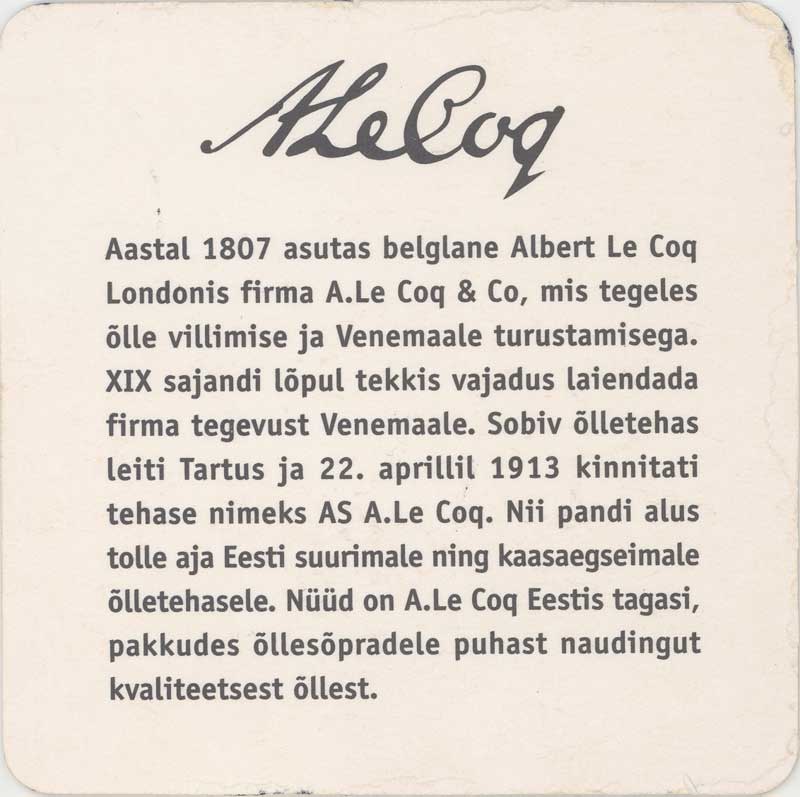 A Le Coq
Aastal 1807 asutas belglane Albert Le Coq
Londonis firma A.Le Coq & Co, mis tegeles
õlle villimise ja Venemaale turustamisega.
XIX sajandi lõpul tekkis vajadus laiendada
firma tegevust Venemaale. Sobiv õlletehas
leiti Tartus ja 22. aprillil 1913 kinnitati
tehase nimeks AS A.Le Coq. Nii pandi alus
tolle aja Eesti suurimale ning kaasaegseimale
õlletehasele. Nüüd on A.Le Coq Eestis tagasi,
pakkudes õllesõpradele puhast naudingut
kvaliteetsest õllest.